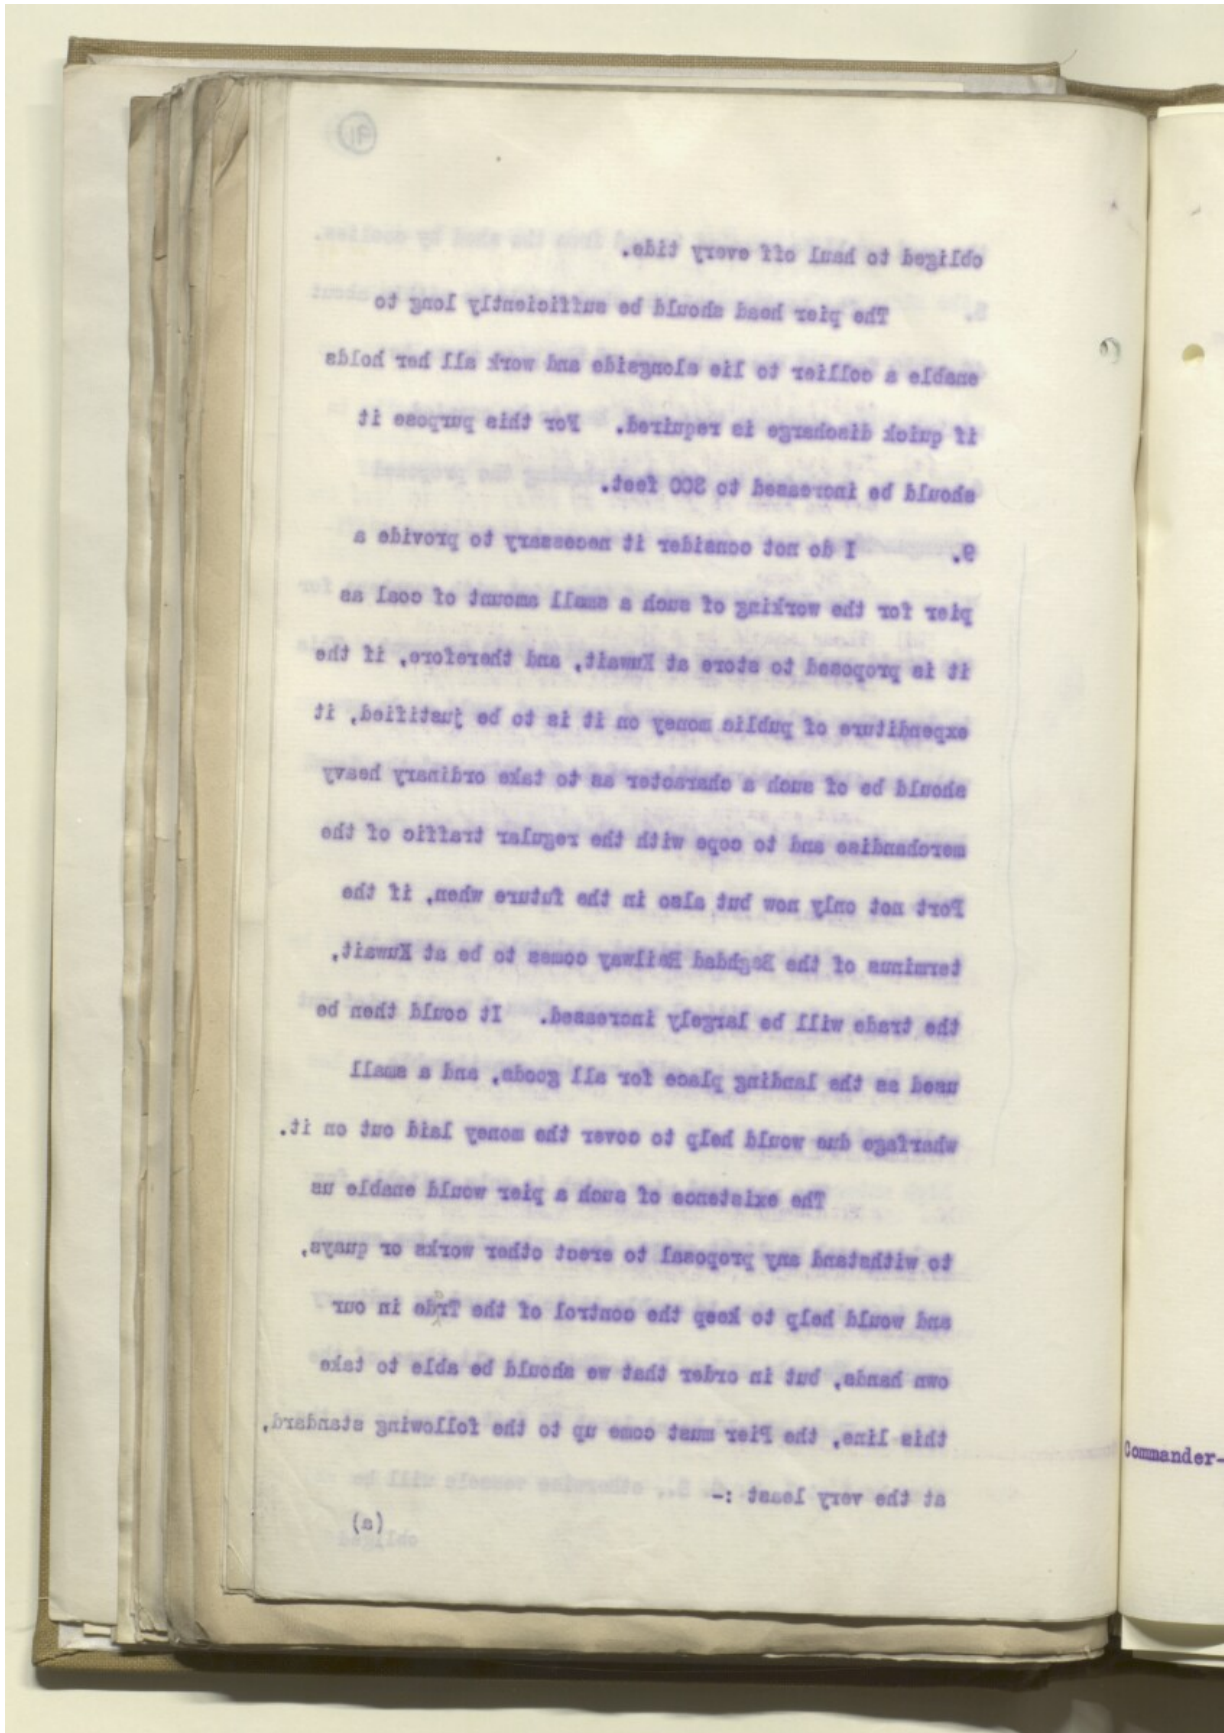 91
obliged to haul off every tide.
The pier head should be sufficiently long to
enable a collier to lie alongside and work all her holds
if quick discharge is required. For this purpose it
should be increased to 300 feet.
9. I do not consider it necessary to provide a
pier for the working of such a small amount of coal as
it is proposed to store at Kuwait, and therefore, if the
expenditure of public money on it is to be justified, it
should be of such a character as to take ordinary heavy
merchandise and to cope with the regular traffic of the
Port not only now but also in the future when, if the
terminus of the Baghdad Railway comes to be at Kuwait,
the trade will be largely increased. It could then be
used as the landing place for all goods, and a small
wharfage due would help to cover the money laid out on it.
The existence of such a pier would enable us
to withstand any proposal to erect other works or quays,
and would help to keep the control of the Trade in our
own hands, but in order that we should be able to take
this line, the Pier must come up to the following standard,
at the very least :-
(a)
Commander-